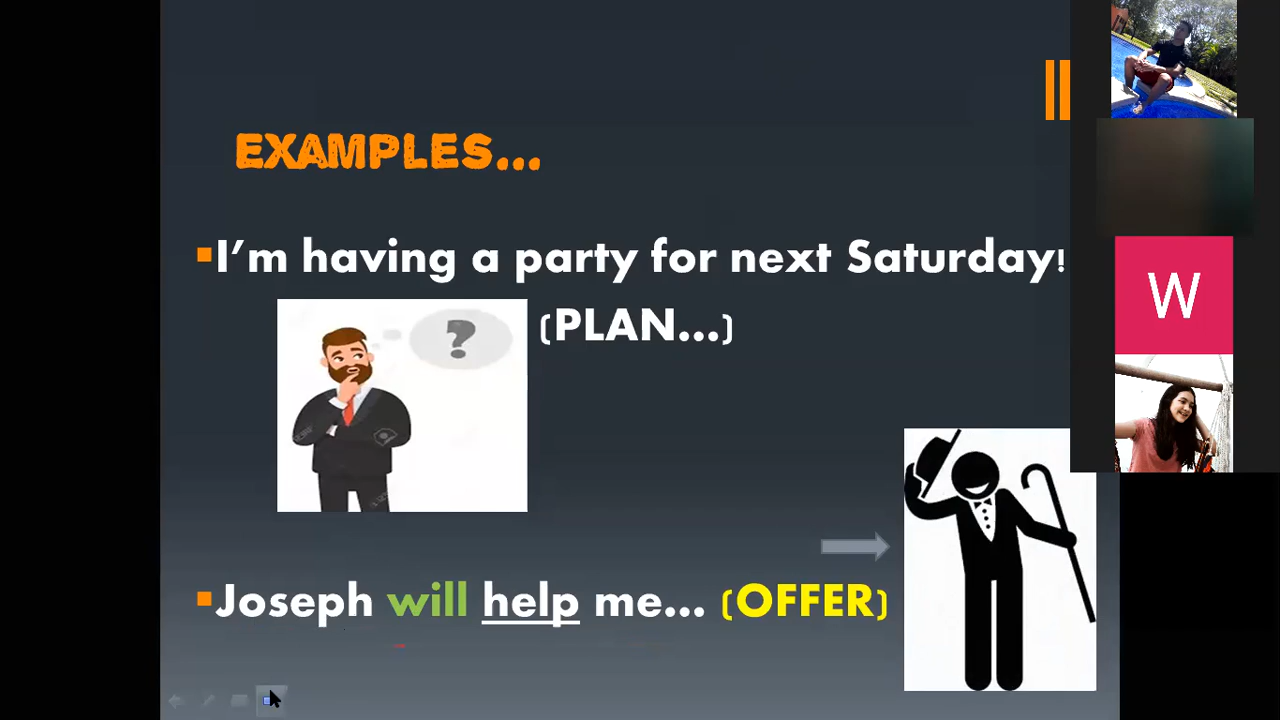 EXAMPLES...
I'm having a party for next Saturday!
(PLAN...)
?
Joseph will help me... (OFFER)
W